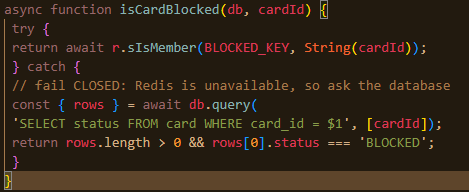 async function isCardBlocked(db, cardId) {
try {
return await r.sIsMember(BLOCKED_KEY, String(cardId));
} catch {
// fail CLOSED: Redis is unavailable, so ask the database
const { rows } = await db.query(
'SELECT status FROM card WHERE card_id = $1', [cardId]);
return rows.length > 0 && rows[0].status === 'BLOCKED';
}
}